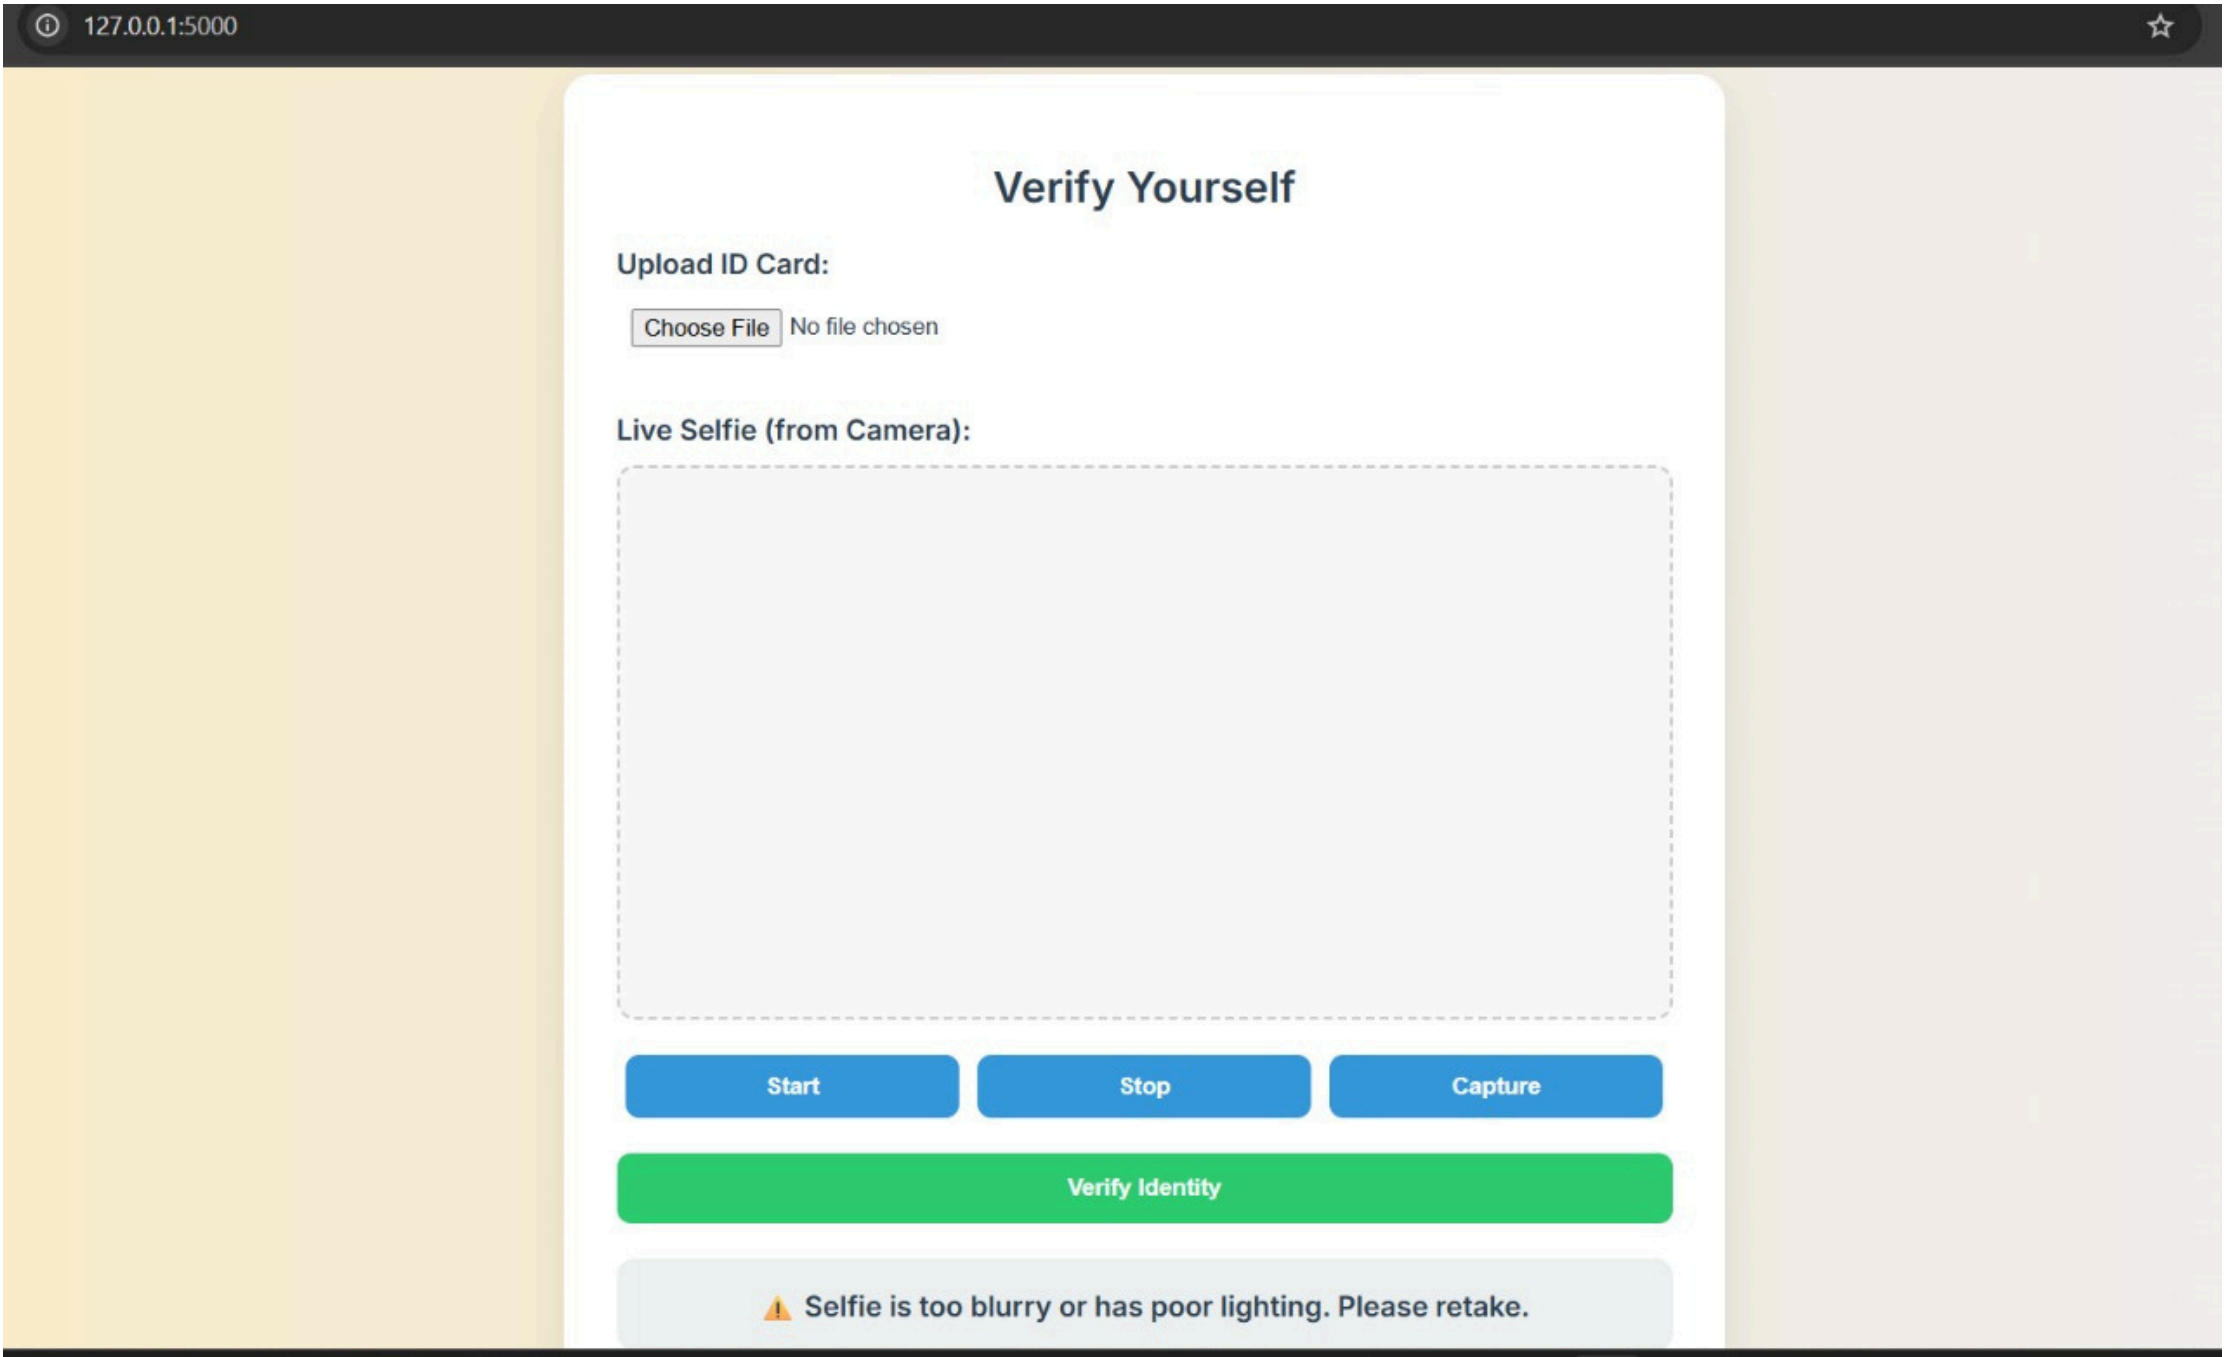 127.0.0.1:5000
Verify Yourself
Upload ID Card:
Choose File No file chosen
Live Selfie (from Camera):
Start Stop Capture
Verify Identity
⚠ Selfie is too blurry or has poor lighting. Please retake.